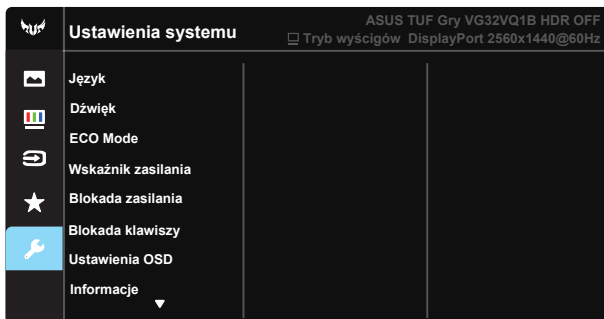 Ustawienia systemu
ASUS TUF Gry VG32VQ1B HDR OFF
Tryb wyścigów DisplayPort 2560x1440@60Hz
Język
Dźwięk
ECO Mode
Wskaźnik zasilania
Blokada zasilania
Blokada klawiszy
Ustawienia OSD
Informacje